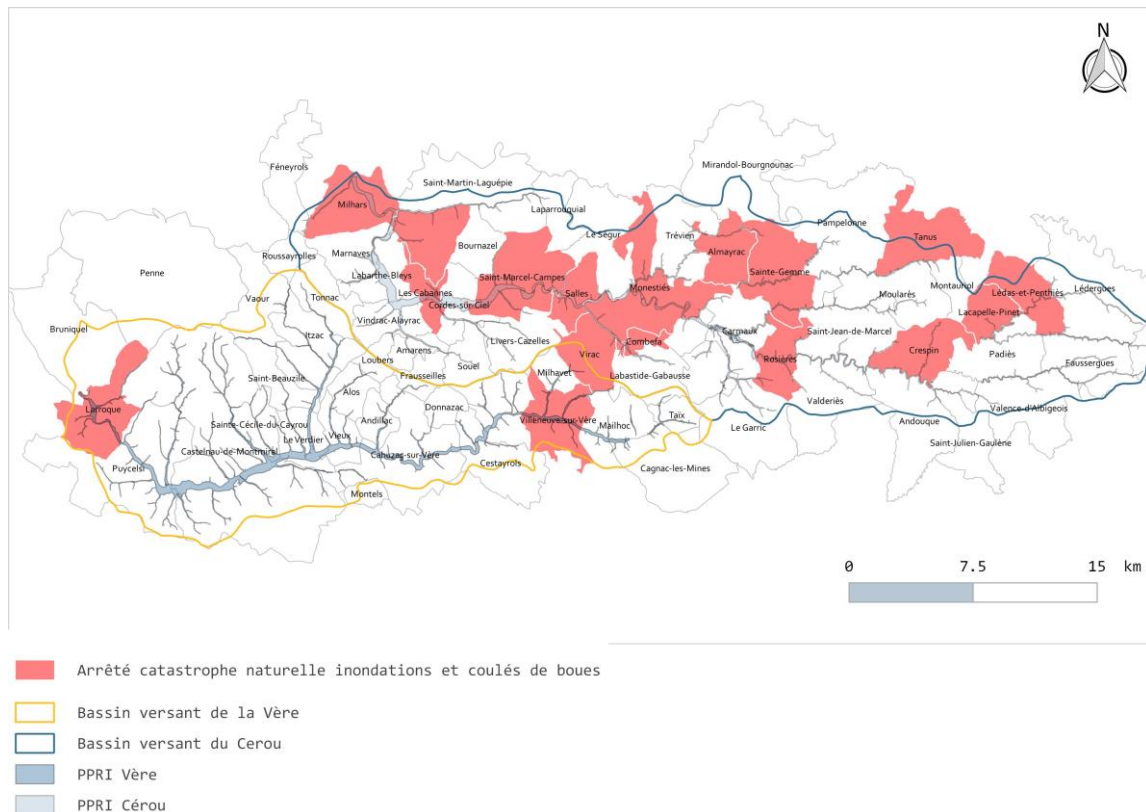 N
Mirandol-Bourgnounac
Féneyrols
Saint-Martin-Laguépie
Milhars
Laparrouquial
Pampelonne
Le Ségur
Trévien
Tanus
Bournazel
Marnaves
Almayrac
Roussayrolles
Penne
Labarthe-Bleys
Saint-Marcel-Campes
Sainte-Gemme
Montauriol
Lédas-et-Penthiès
Lédergues
Monestiés
Les Cabannes
Salles
Moularès
Vaour
Tonnac
Cordes-sur-Ciel
Lacapelle-Pinet
Vindrac-Alayrac
Bruniquel
Carmaux
Saint-Jean-de-Marcel
Itzac
Livers-Cazelles
Combefa
Amarens
Virac
Crespin
Padiès
Rosières
Loubers
Souel
Faussergues
Frausseilles
Milhavet
Labastide-Gabausse
Saint-Beauzile
Alos
Valderiès
Larroque
Donnazac
Taix
Valence-d'Albigeois
Andillac
Villeneuve-sur-Vère
Mailhoc
Andouque
Sainte-Cécile-du-Cayrou
Le Garric
Le Verdier
Vieux
Saint-Julien-Gaulène
Castelnau-de-Montmiral
Cahuzac-sur-Vère
Cestayrols
Puycelsi
Cagnac-les-Mines
Montels
0 7.5 15 km
Arrêté catastrophe naturelle inondations et coulés de boues
Bassin versant de la Vère
Bassin versant du Cerou
PPRI Vère
PPRI Cérou